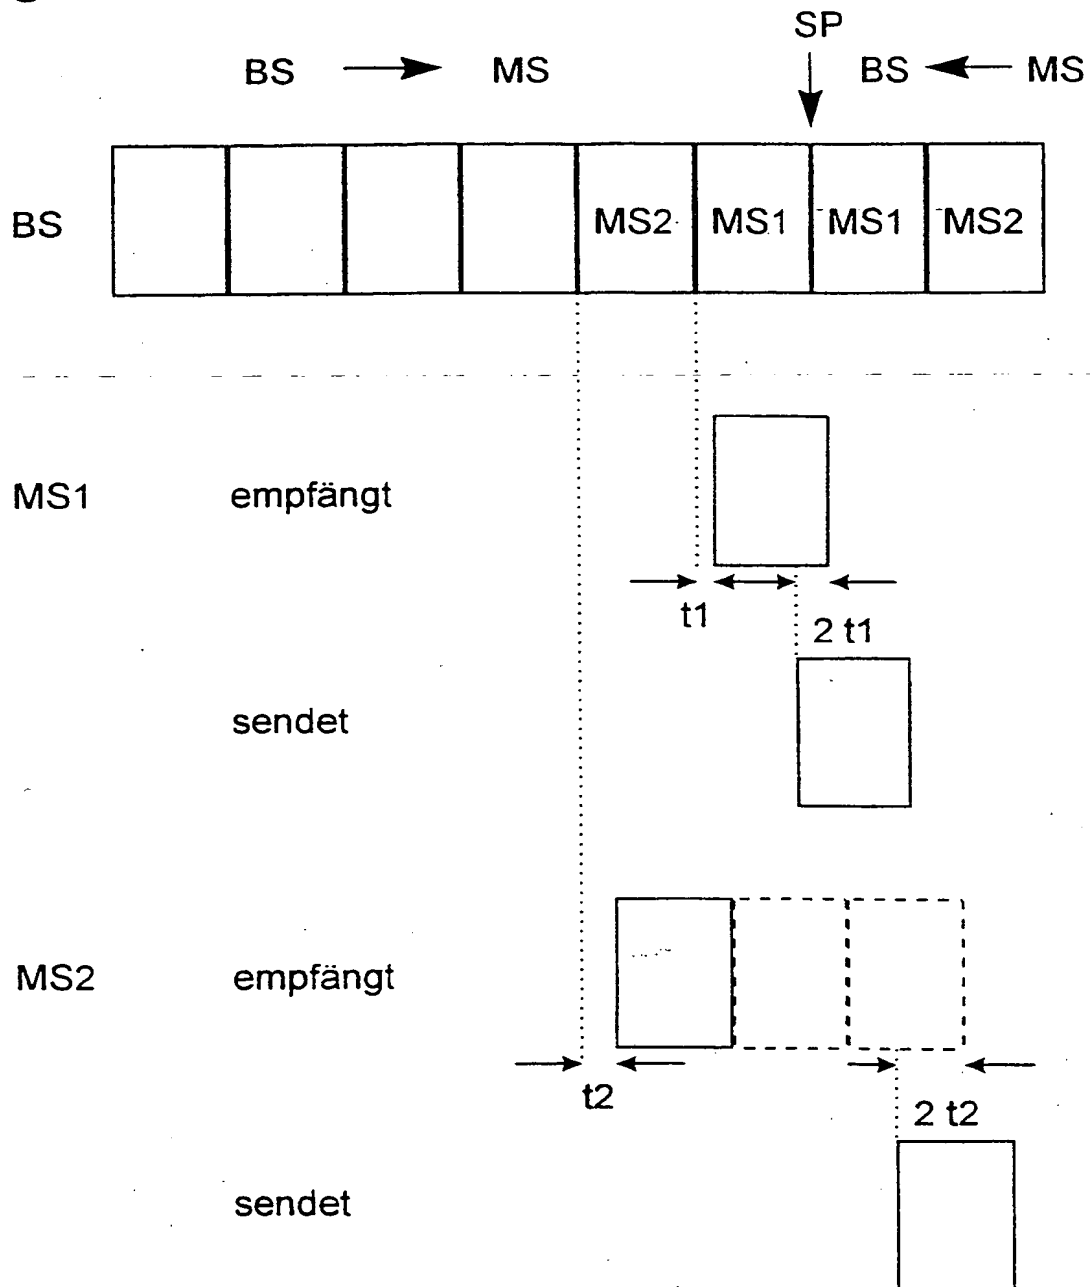 SP
BS MS BS MS
BS MS2 MS1 MS1 MS2
MS1 empfängt
t1
2 t1
sendet
MS2 empfängt
t2
2 t2
sendet